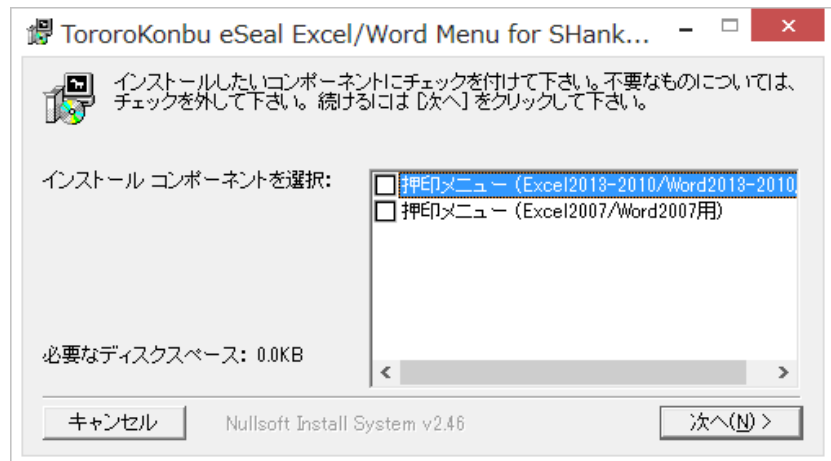 TororoKonbu eSeal Excel/Word Menu for SHank...
インストールしたいコンポーネントにチェックを付けて下さい。不要なものについては、
チェックを外して下さい。続けるには [次へ] をクリックして下さい。
インストール コンポーネントを選択:
押印メニュー (Excel2013-2010/Word2013-2010
押印メニュー (Excel2007/Word2007用)
必要なディスクスペース: 0.0KB
キャンセル
Nullsoft Install System v2.46
次へ(N) >